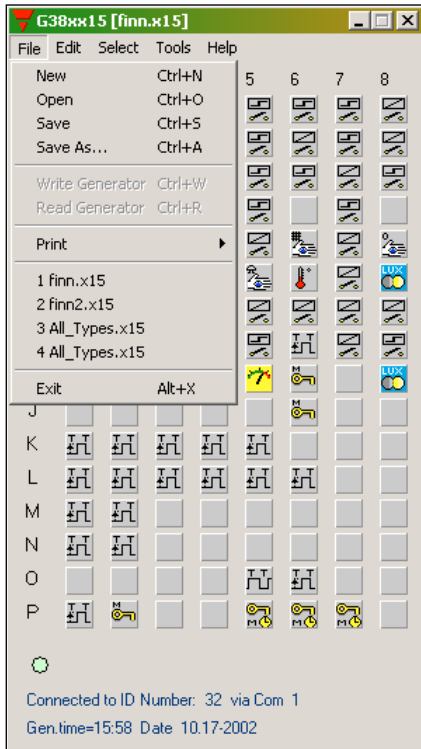 G38xx15 [finn.x15]
File Edit Select Tools Help
New Ctrl+N
Open Ctrl+O
Save Ctrl+S
Save As... Ctrl+A
Write Generator Ctrl+W
Read Generator Ctrl+R
Print
1 finn.x15
2 finn2.x15
3 All_Types.x15
4 All_Types.x15
Exit Alt+X
5 6 7 8
LUX
LUX
J
K
L
M
N
O
P
Connected to ID Number: 32 via Com 1
Gen.time=15:58 Date 10.17-2002